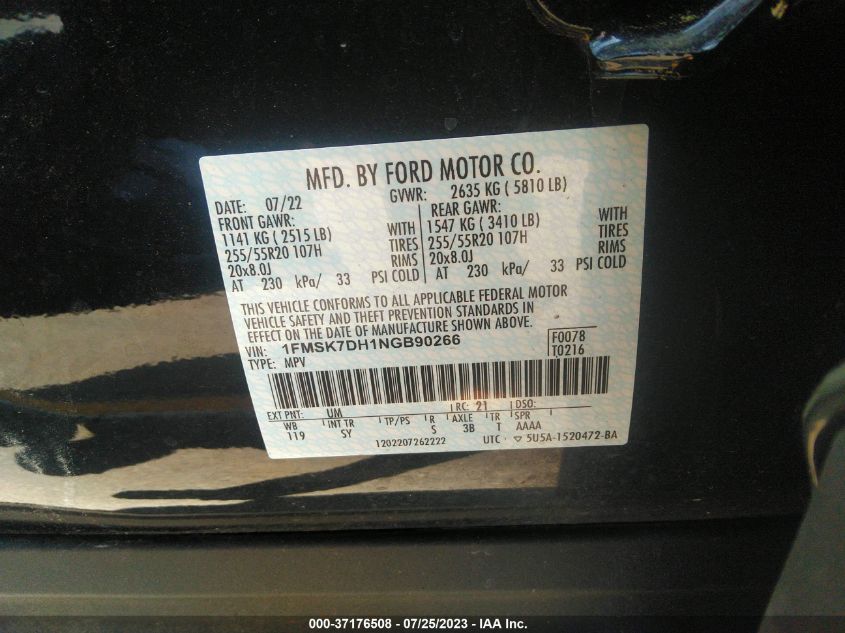 MFD. BY FORD MOTOR CO.
DATE: 07/22 GVWR: 2635 KG ( 5810 LB)
FRONT GAWR: REAR GAWR:
1141 KG ( 2515 LB) WITH 1547 KG ( 3410 LB) WITH
255/55R20 107H TIRES 255/55R20 107H TIRES
20x8.0J RIMS 20x8.0J RIMS
AT 230 kPa/ 33 PSI COLD AT 230 kPa/ 33 PSI COLD
THIS VEHICLE CONFORMS TO ALL APPLICABLE FEDERAL MOTOR
VEHICLE SAFETY AND THEFT PREVENTION STANDARDS IN
EFFECT ON THE DATE OF MANUFACTURE SHOWN ABOVE.
VIN: 1FMSK7DH1NGB90266 F0078
TYPE: MPV T0216
EXT PNT: UM RC: 21 DSO:
WB INT TR TP/PS R AXLE TR SPR
119 SY S 3B T AAAA
1202207262222 UTC ▽ 5U5A-1520472-BA
000-37176508 - 07/25/2023 - IAA Inc.